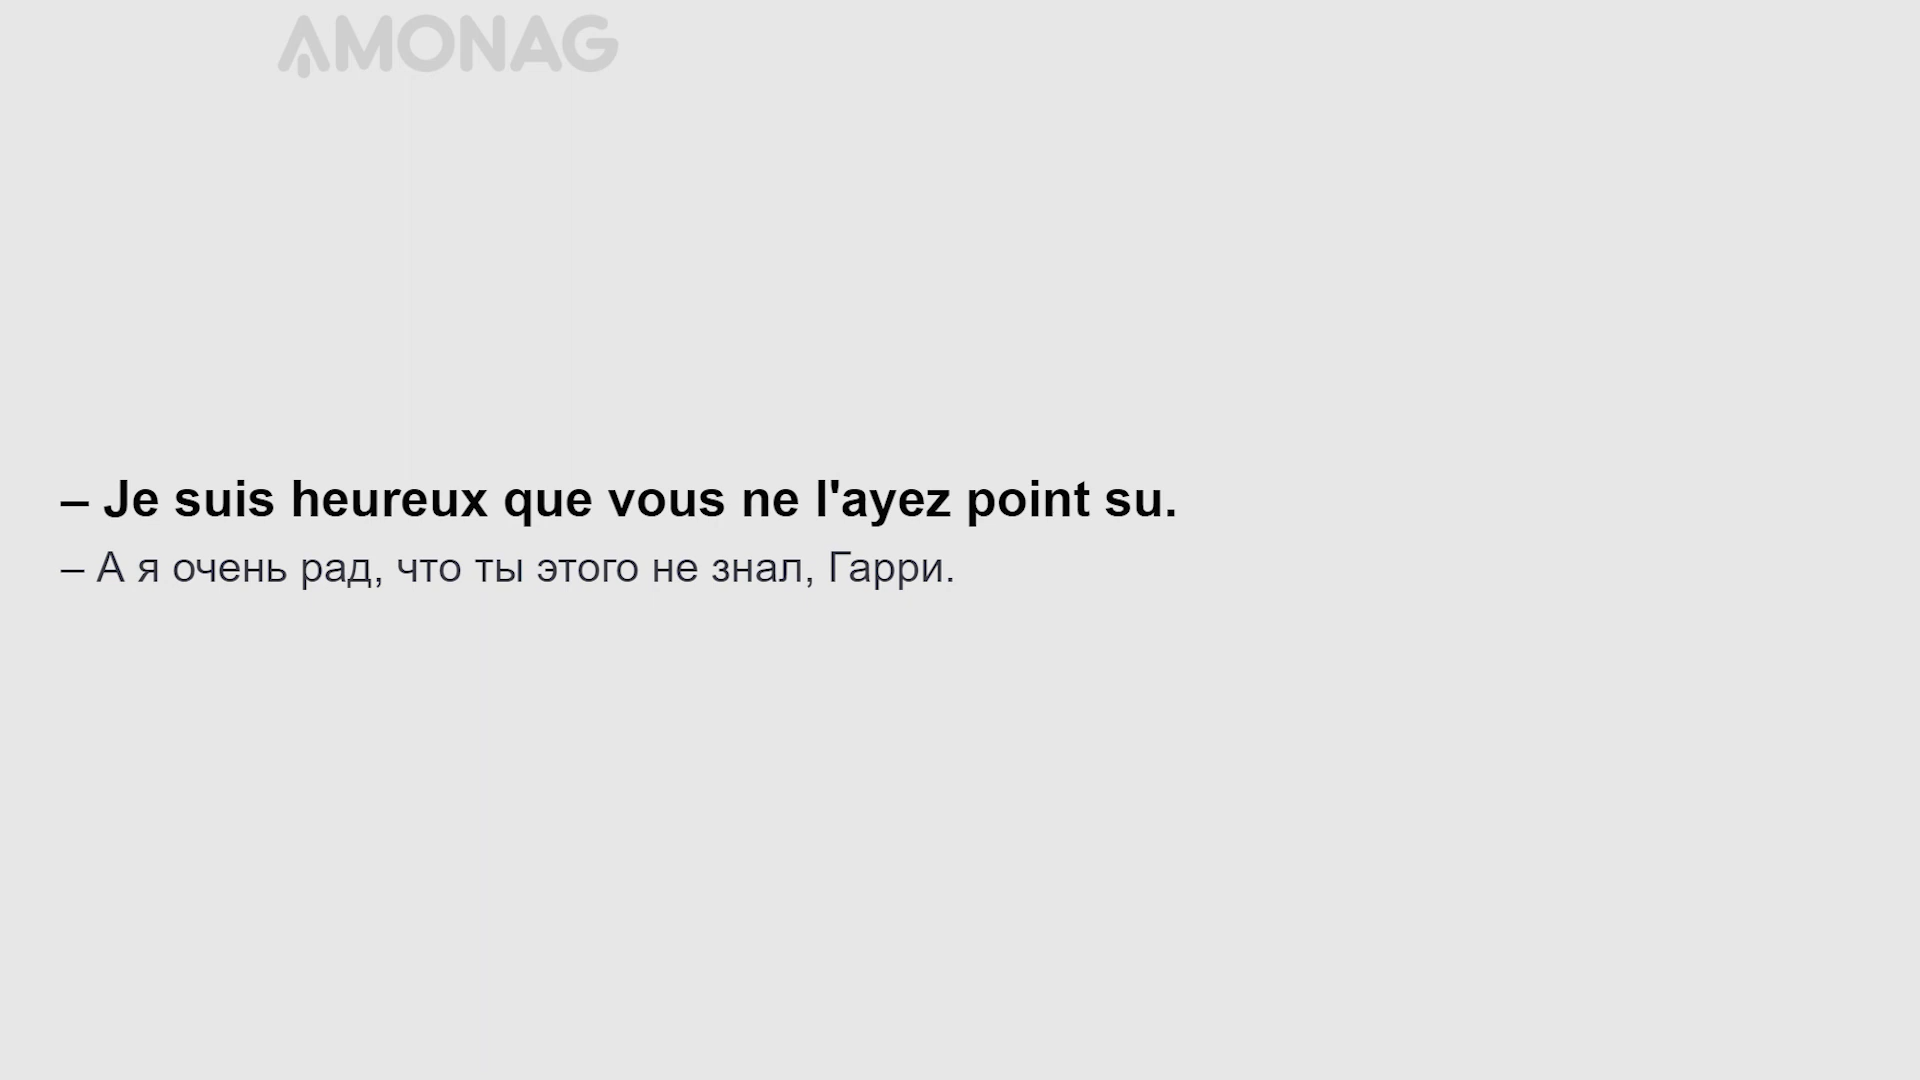 AMONAG
– Je suis heureux que vous ne l'ayez point su.
– А я очень рад, что ты этого не знал, Гарри.